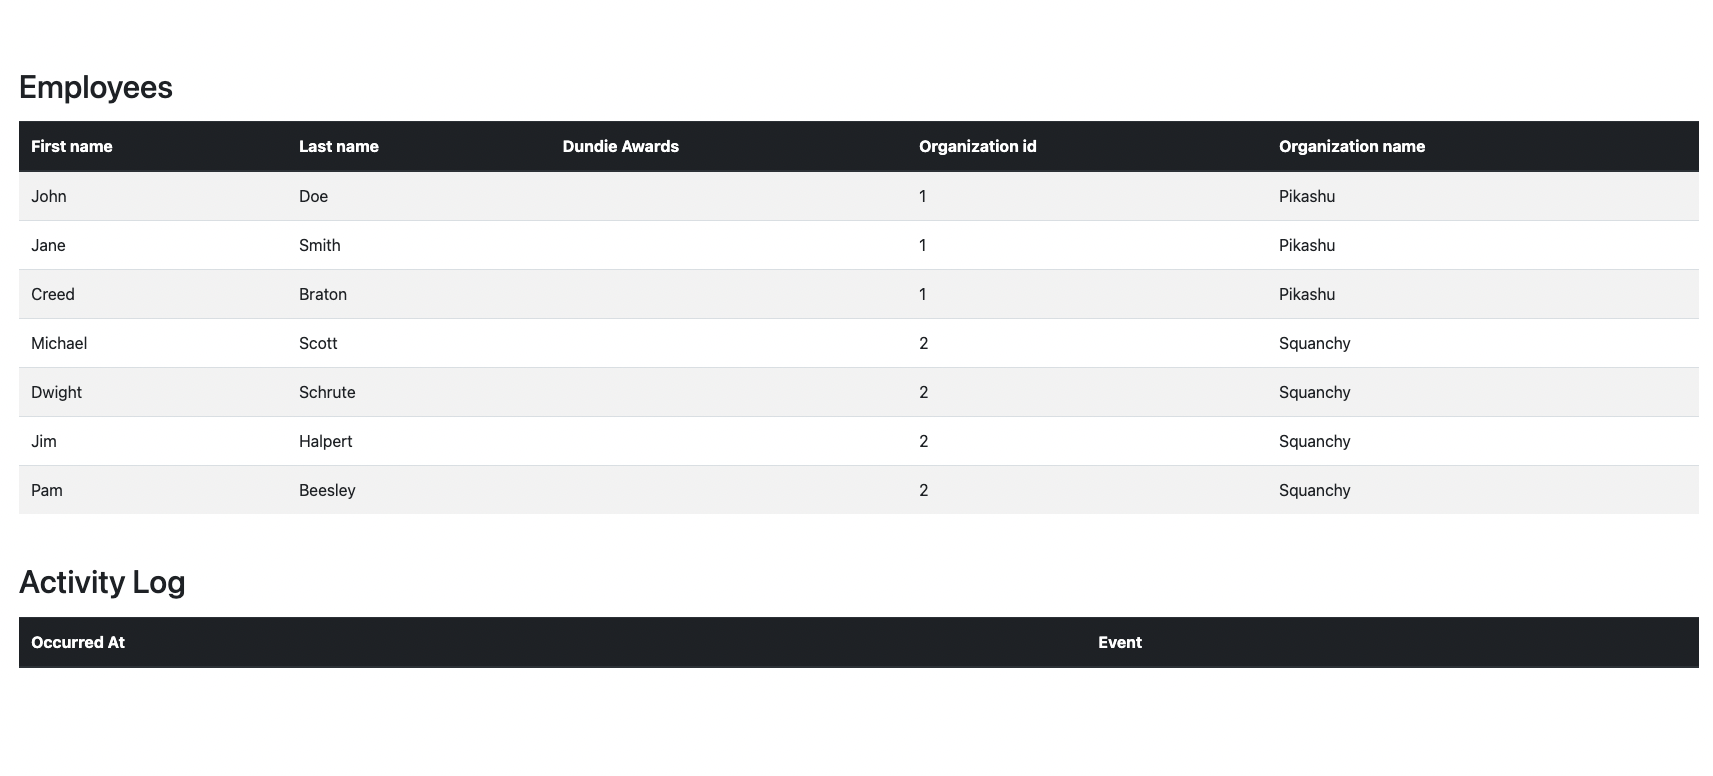 Employees
First name Last name Dundie Awards Organization id Organization name
John Doe 1 Pikashu
Jane Smith 1 Pikashu
Creed Braton 1 Pikashu
Michael Scott 2 Squanchy
Dwight Schrute 2 Squanchy
Jim Halpert 2 Squanchy
Pam Beesley 2 Squanchy
Activity Log
Occurred At Event